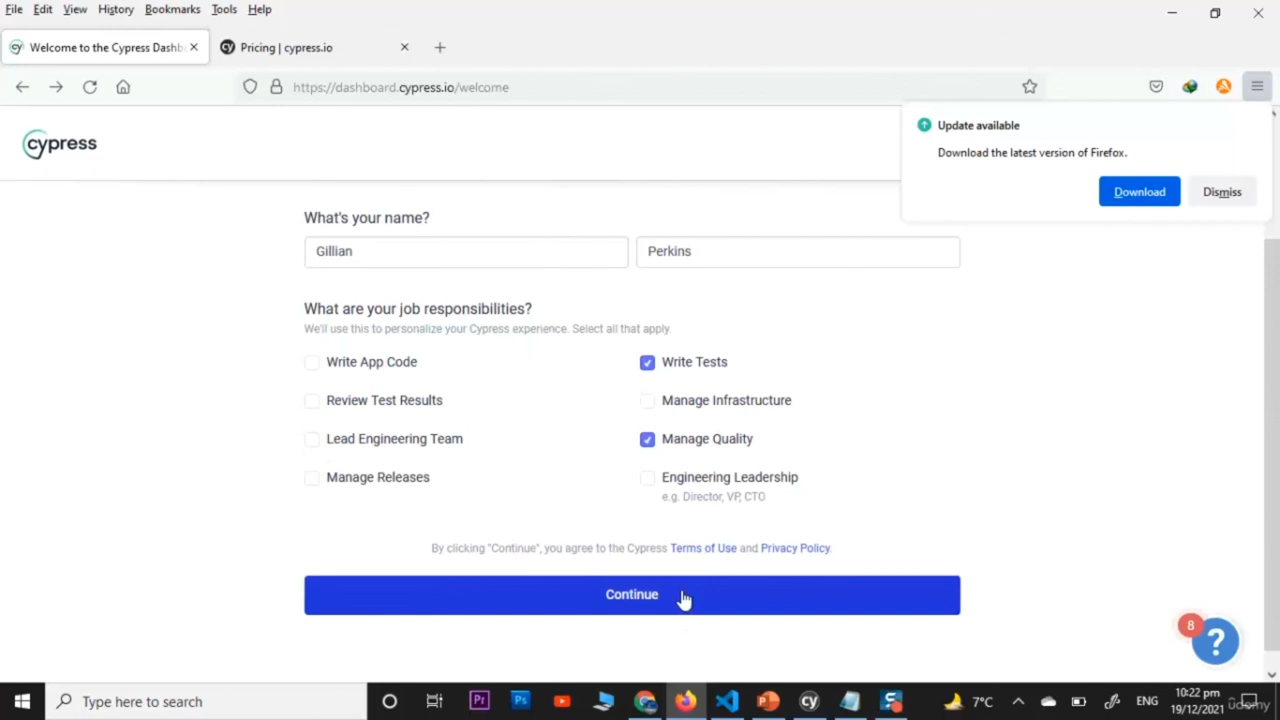 File Edit View History Bookmarks Tools Help
Welcome to the Cypress Dashb
Pricing | cypress.io
https://dashboard.cypress.io/welcome
Update available
Download the latest version of Firefox.
Download Dismiss
cypress
What's your name?
Gillian Perkins
What are your job responsibilities?
We'll use this to personalize your Cypress experience. Select all that apply.
Write App Code Write Tests
Review Test Results Manage Infrastructure
Lead Engineering Team Manage Quality
Manage Releases Engineering Leadership
e.g. Director, VP, CTO
By clicking "Continue", you agree to the Cypress Terms of Use and Privacy Policy.
Continue
8
?
Type here to search
Pr
Ps
cy
7°C
ENG
10:22 pm
19/12/2021
udemy